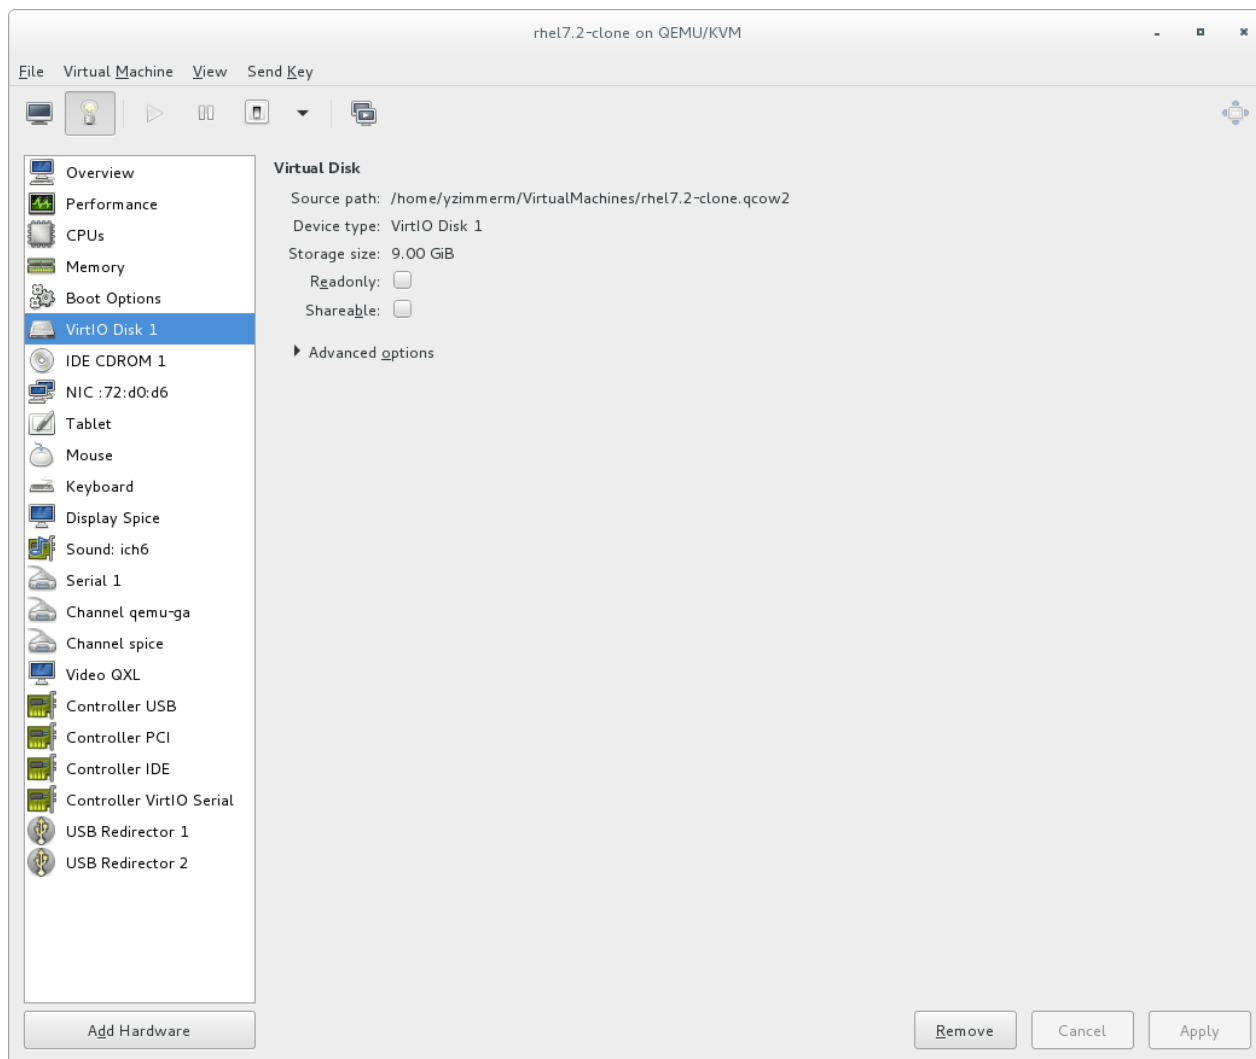 rhel7.2-clone on QEMU/KVM
File Virtual Machine View Send Key
Overview
Performance
CPUs
Memory
Boot Options
VirtIO Disk 1
IDE CDROM 1
NIC :72:d0:d6
Tablet
Mouse
Keyboard
Display Spice
Sound: ich6
Serial 1
Channel qemu-ga
Channel spice
Video QXL
Controller USB
Controller PCI
Controller IDE
Controller VirtIO Serial
USB Redirector 1
USB Redirector 2
Add Hardware
Virtual Disk
Source path: /home/yzimmerm/VirtualMachines/rhel7.2-clone.qcow2
Device type: VirtIO Disk 1
Storage size: 9.00 GiB
Readonly:
Shareable:
Advanced options
Remove Cancel Apply